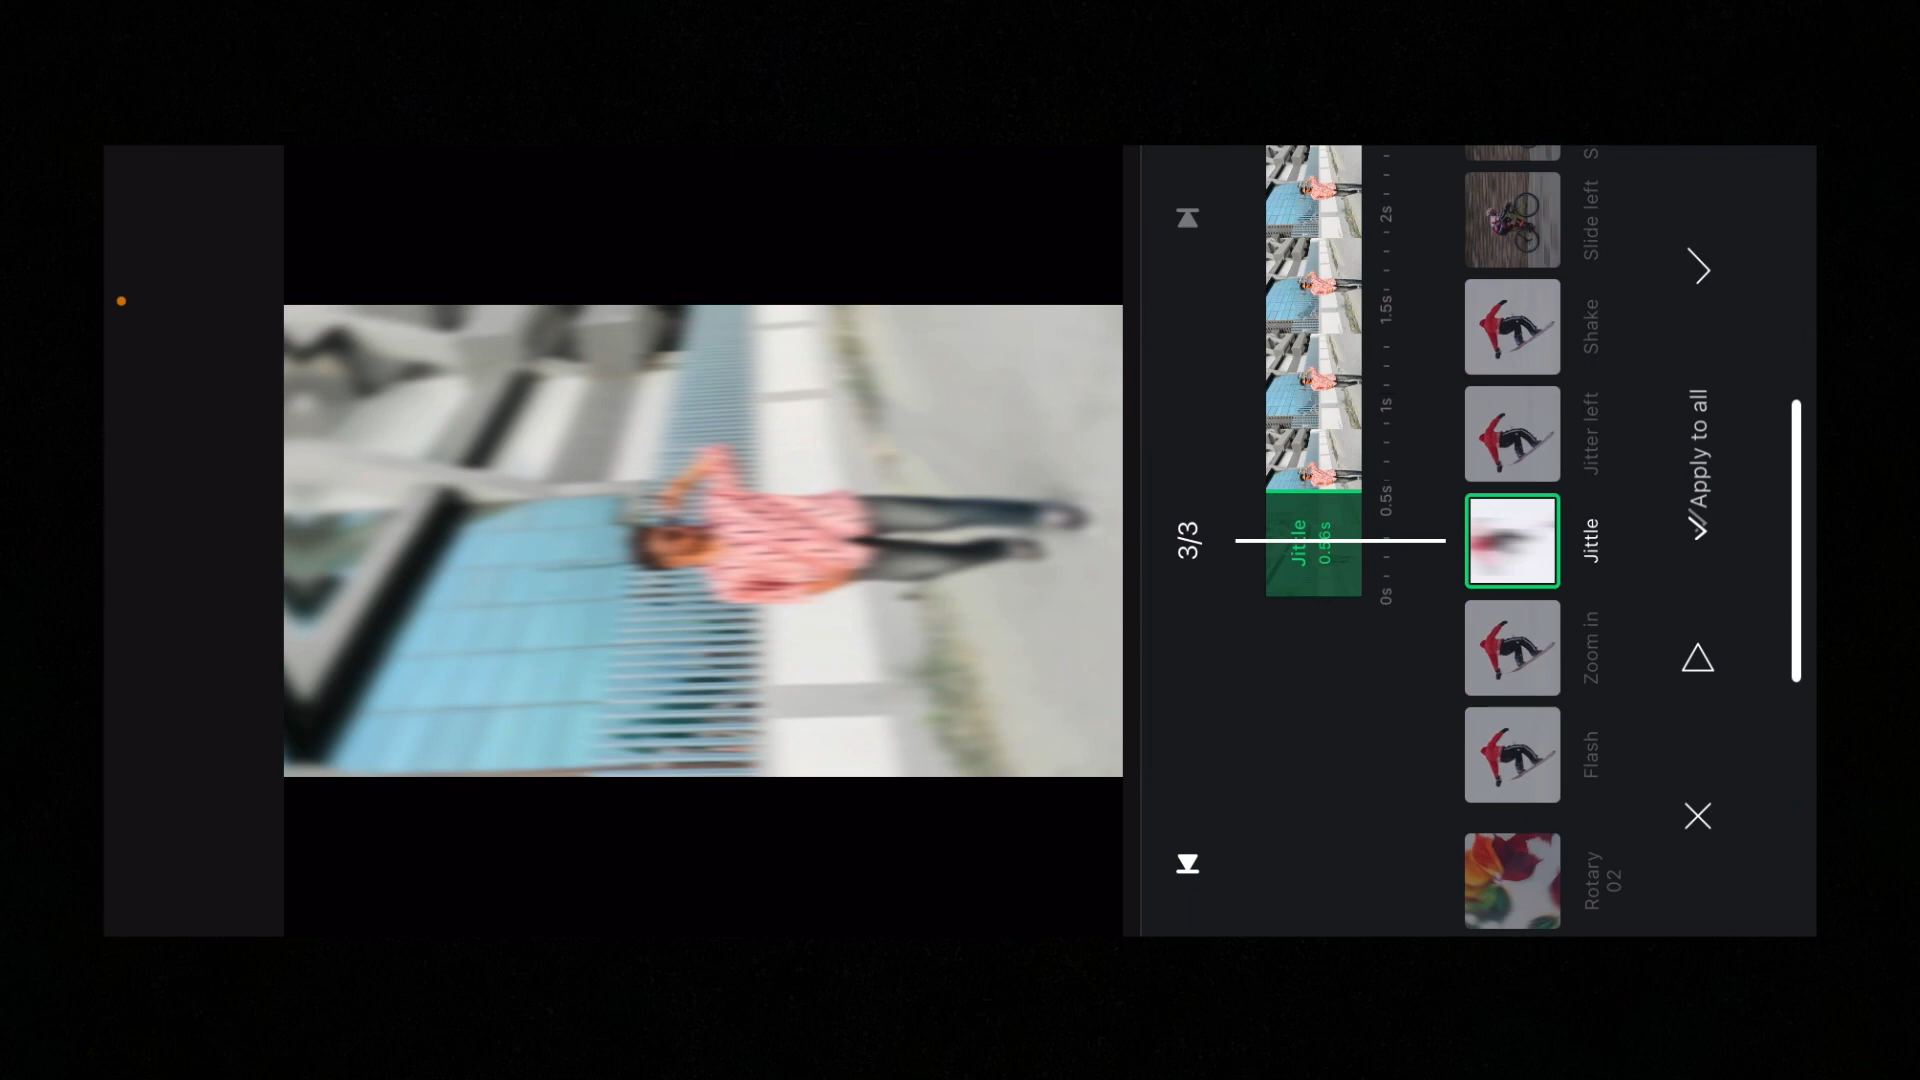 3/3
Jittle
0.56s
0s
0.5s
1s
1.5s
2s
Rotary
02
Flash
Zoom in
Jittle
Jitter left
Shake
Slide left
S
Apply to all